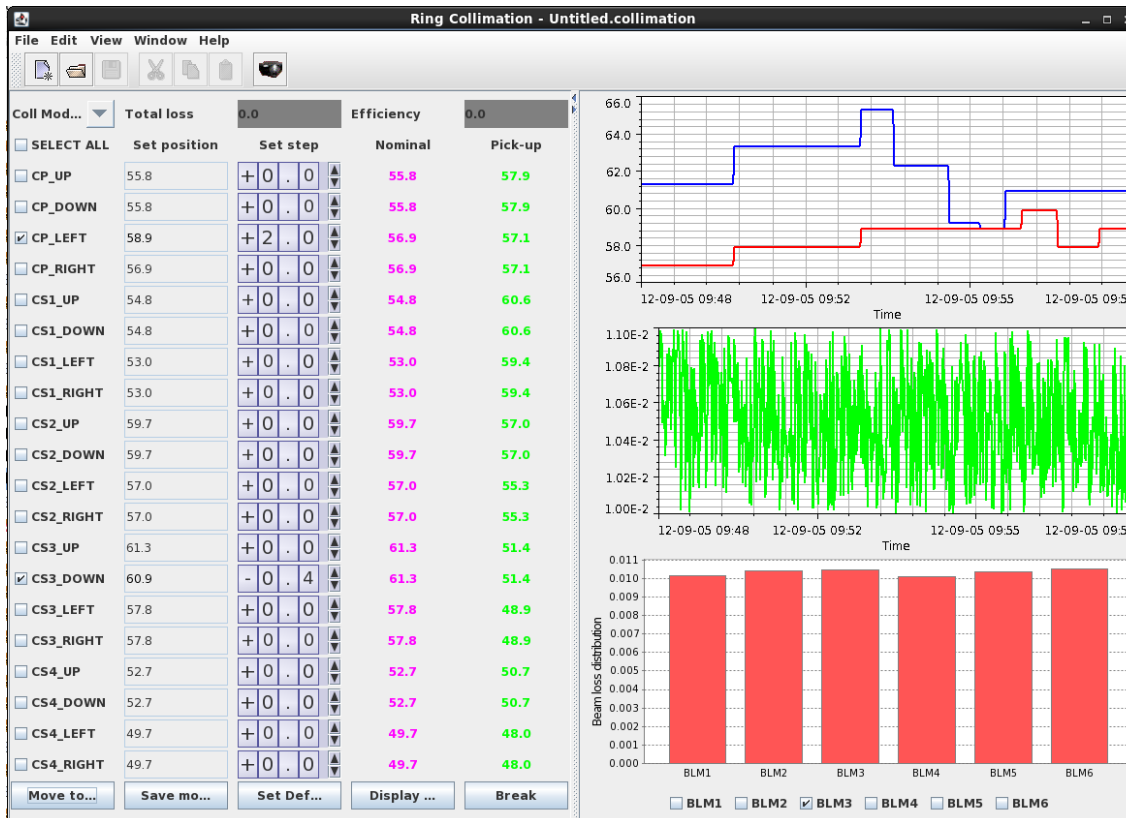 Ring Collimation - Untitled.collimation
File Edit View Window Help
Coll Mod... Total loss 0.0 Efficiency 0.0
SELECT ALL Set position Set step Nominal Pick-up
CP_UP 55.8 +0.0 55.8 57.9
CP_DOWN 55.8 +0.0 55.8 57.9
CP_LEFT 58.9 +2.0 56.9 57.1
CP_RIGHT 56.9 +0.0 56.9 57.1
CS1_UP 54.8 +0.0 54.8 60.6
CS1_DOWN 54.8 +0.0 54.8 60.6
CS1_LEFT 53.0 +0.0 53.0 59.4
CS1_RIGHT 53.0 +0.0 53.0 59.4
CS2_UP 59.7 +0.0 59.7 57.0
CS2_DOWN 59.7 +0.0 59.7 57.0
CS2_LEFT 57.0 +0.0 57.0 55.3
CS2_RIGHT 57.0 +0.0 57.0 55.3
CS3_UP 61.3 +0.0 61.3 51.4
CS3_DOWN 60.9 -0.4 61.3 51.4
CS3_LEFT 57.8 +0.0 57.8 48.9
CS3_RIGHT 57.8 +0.0 57.8 48.9
CS4_UP 52.7 +0.0 52.7 50.7
CS4_DOWN 52.7 +0.0 52.7 50.7
CS4_LEFT 49.7 +0.0 49.7 48.0
CS4_RIGHT 49.7 +0.0 49.7 48.0
Move to... Save mo... Set Def... Display ... Break
66.0
64.0
62.0
60.0
58.0
56.0
12-09-05 09:48 12-09-05 09:52 12-09-05 09:55 12-09-05 09:5
Time
1.10E-2
1.08E-2
1.06E-2
1.04E-2
1.02E-2
1.00E-2
12-09-05 09:48 12-09-05 09:52 12-09-05 09:55 12-09-05 09:5
Time
Beam loss distribution
0.011
0.010
0.009
0.008
0.007
0.006
0.005
0.004
0.003
0.002
0.001
0.000
BLM1 BLM2 BLM3 BLM4 BLM5 BLM6
BLM1 BLM2 BLM3 BLM4 BLM5 BLM6